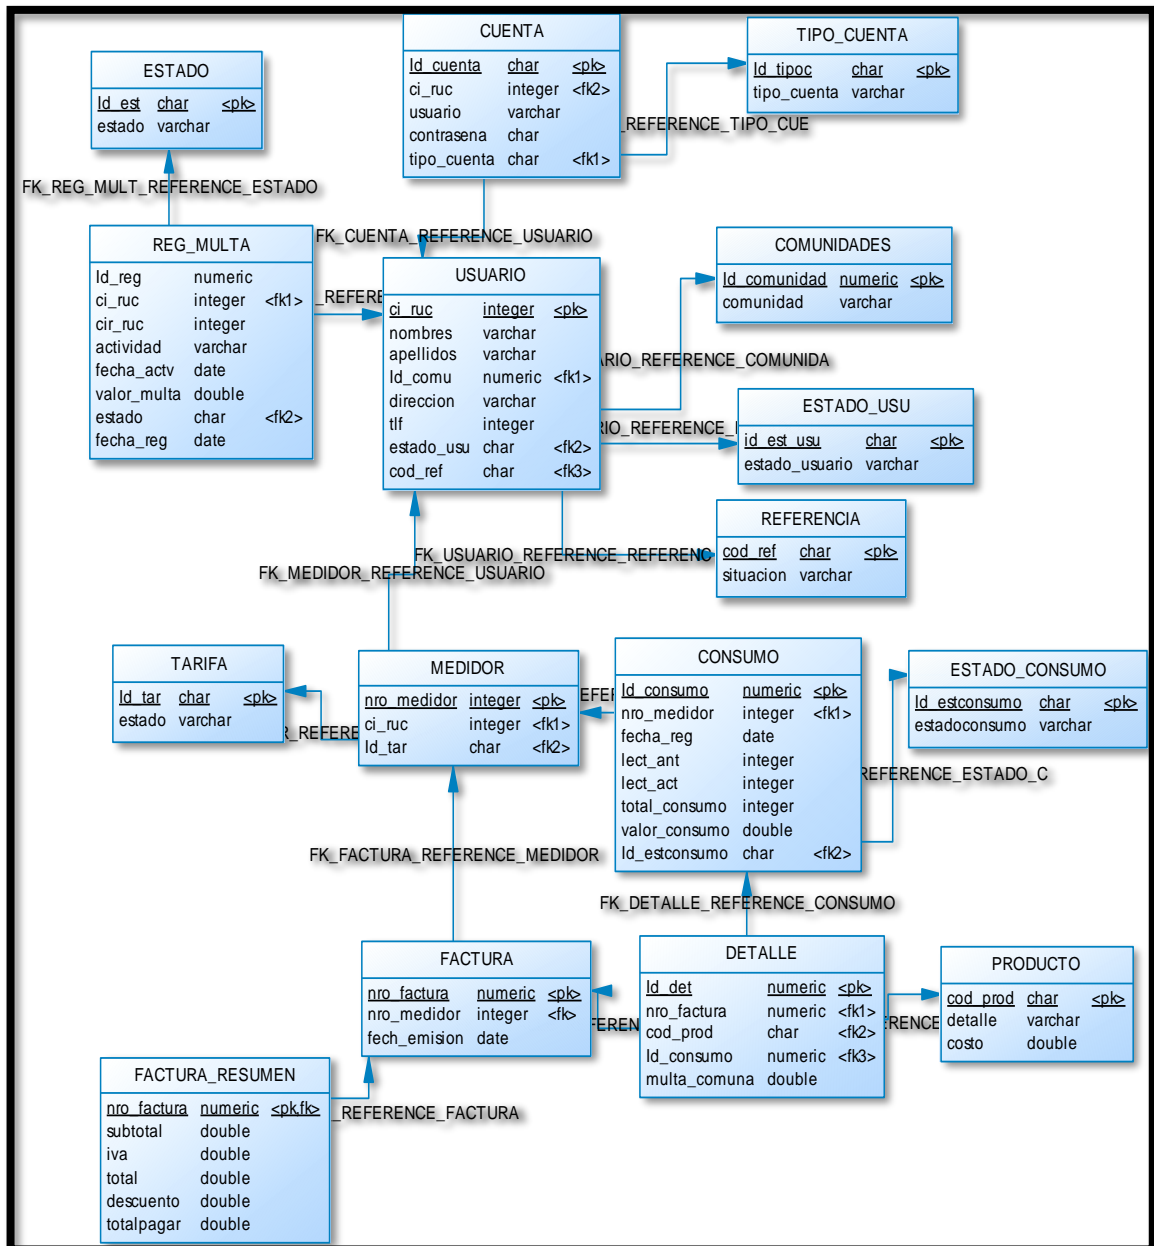 CUENTA
Id_cuenta char <pk>
ci_ruc integer <fk2>
usuario varchar
contrasena char
tipo_cuenta char <fk1>
TIPO_CUENTA
Id_tipoc char <pk>
tipo_cuenta varchar
_REFERENCE_TIPO_CUE
ESTADO
Id_est char <pk>
estado varchar
FK_REG_MULT_REFERENCE_ESTADO
REG_MULTA
Id_reg numeric
ci_ruc integer <fk1>
cir_ruc integer
actividad varchar
fecha_actv date
valor_multa double
estado char <fk2>
fecha_reg date
FK_CUENTA_REFERENCE_USUARIO
_REFERE
USUARIO
ci_ruc integer <pk>
nombres varchar
apellidos varchar
Id_comu numeric <fk1>
direccion varchar
tlf integer
estado_usu char <fk2>
cod_ref char <fk3>
COMUNIDADES
Id_comunidad numeric <pk>
comunidad varchar
ARIO_REFERENCE_COMUNIDA
ESTADO_USU
id_est_usu char <pk>
estado_usuario varchar
RIO_REFERENCE_
REFERENCIA
cod_ref char <pk>
situacion varchar
FK_USUARIO_REFERENCE_REFERENC
FK_MEDIDOR_REFERENCE_USUARIO
TARIFA
Id_tar char <pk>
estado varchar
R_REFERE
MEDIDOR
nro_medidor integer <pk>
ci_ruc integer <fk1>
Id_tar char <fk2>
REFER
CONSUMO
Id_consumo numeric <pk>
nro_medidor integer <fk1>
fecha_reg date
lect_ant integer
lect_act integer
total_consumo integer
valor_consumo double
Id_estconsumo char <fk2>
ESTADO_CONSUMO
Id_estconsumo char <pk>
estadoconsumo varchar
REFERENCE_ESTADO_C
FK_FACTURA_REFERENCE_MEDIDOR
FK_DETALLE_REFERENCE_CONSUMO
FACTURA
nro_factura numeric <pk>
nro_medidor integer <fk>
fech_emision date
FEREN
DETALLE
Id_det numeric <pk>
nro_factura numeric <fk1>
cod_prod char <fk2>
Id_consumo numeric <fk3>
multa_comuna double
ERENCE
PRODUCTO
cod_prod char <pk>
detalle varchar
costo double
FACTURA_RESUMEN
nro_factura numeric <pk,fk>
subtotal double
iva double
total double
descuento double
totalpagar double
_REFERENCE_FACTURA